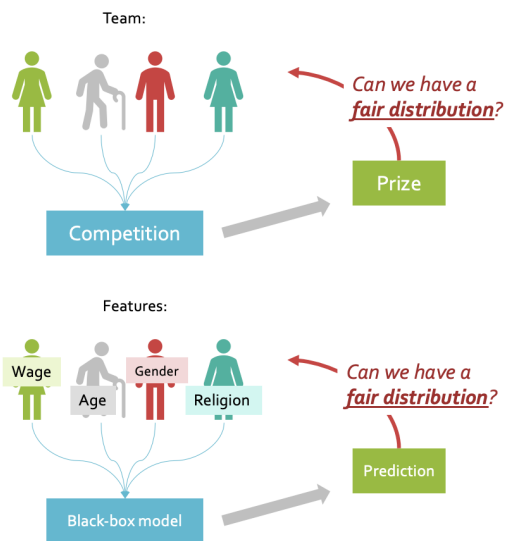 Team:
Can we have a
fair distribution?
Prize
Competition
Features:
Wage
Gender
Age
Religion
Can we have a
fair distribution?
Prediction
Black-box model